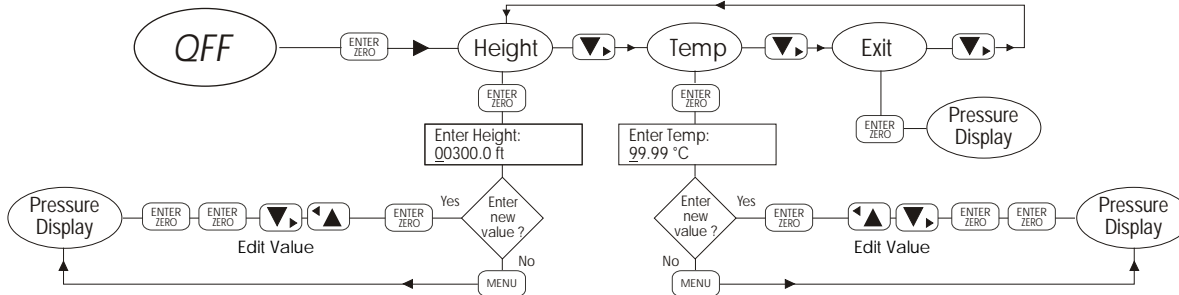 QFF
ENTER
ZERO
Height
Temp
Exit
ENTER
ZERO
ENTER
ZERO
ENTER
ZERO
Pressure
Display
Enter Height:
00300.0 ft
Enter Temp:
99.99 °C
Pressure
Display
ENTER
ZERO
ENTER
ZERO
Edit Value
ENTER
ZERO
Yes
Enter
new
value ?
No
MENU
Enter
new
value ?
Yes
No
MENU
ENTER
ZERO
Edit Value
ENTER
ZERO
ENTER
ZERO
Pressure
Display